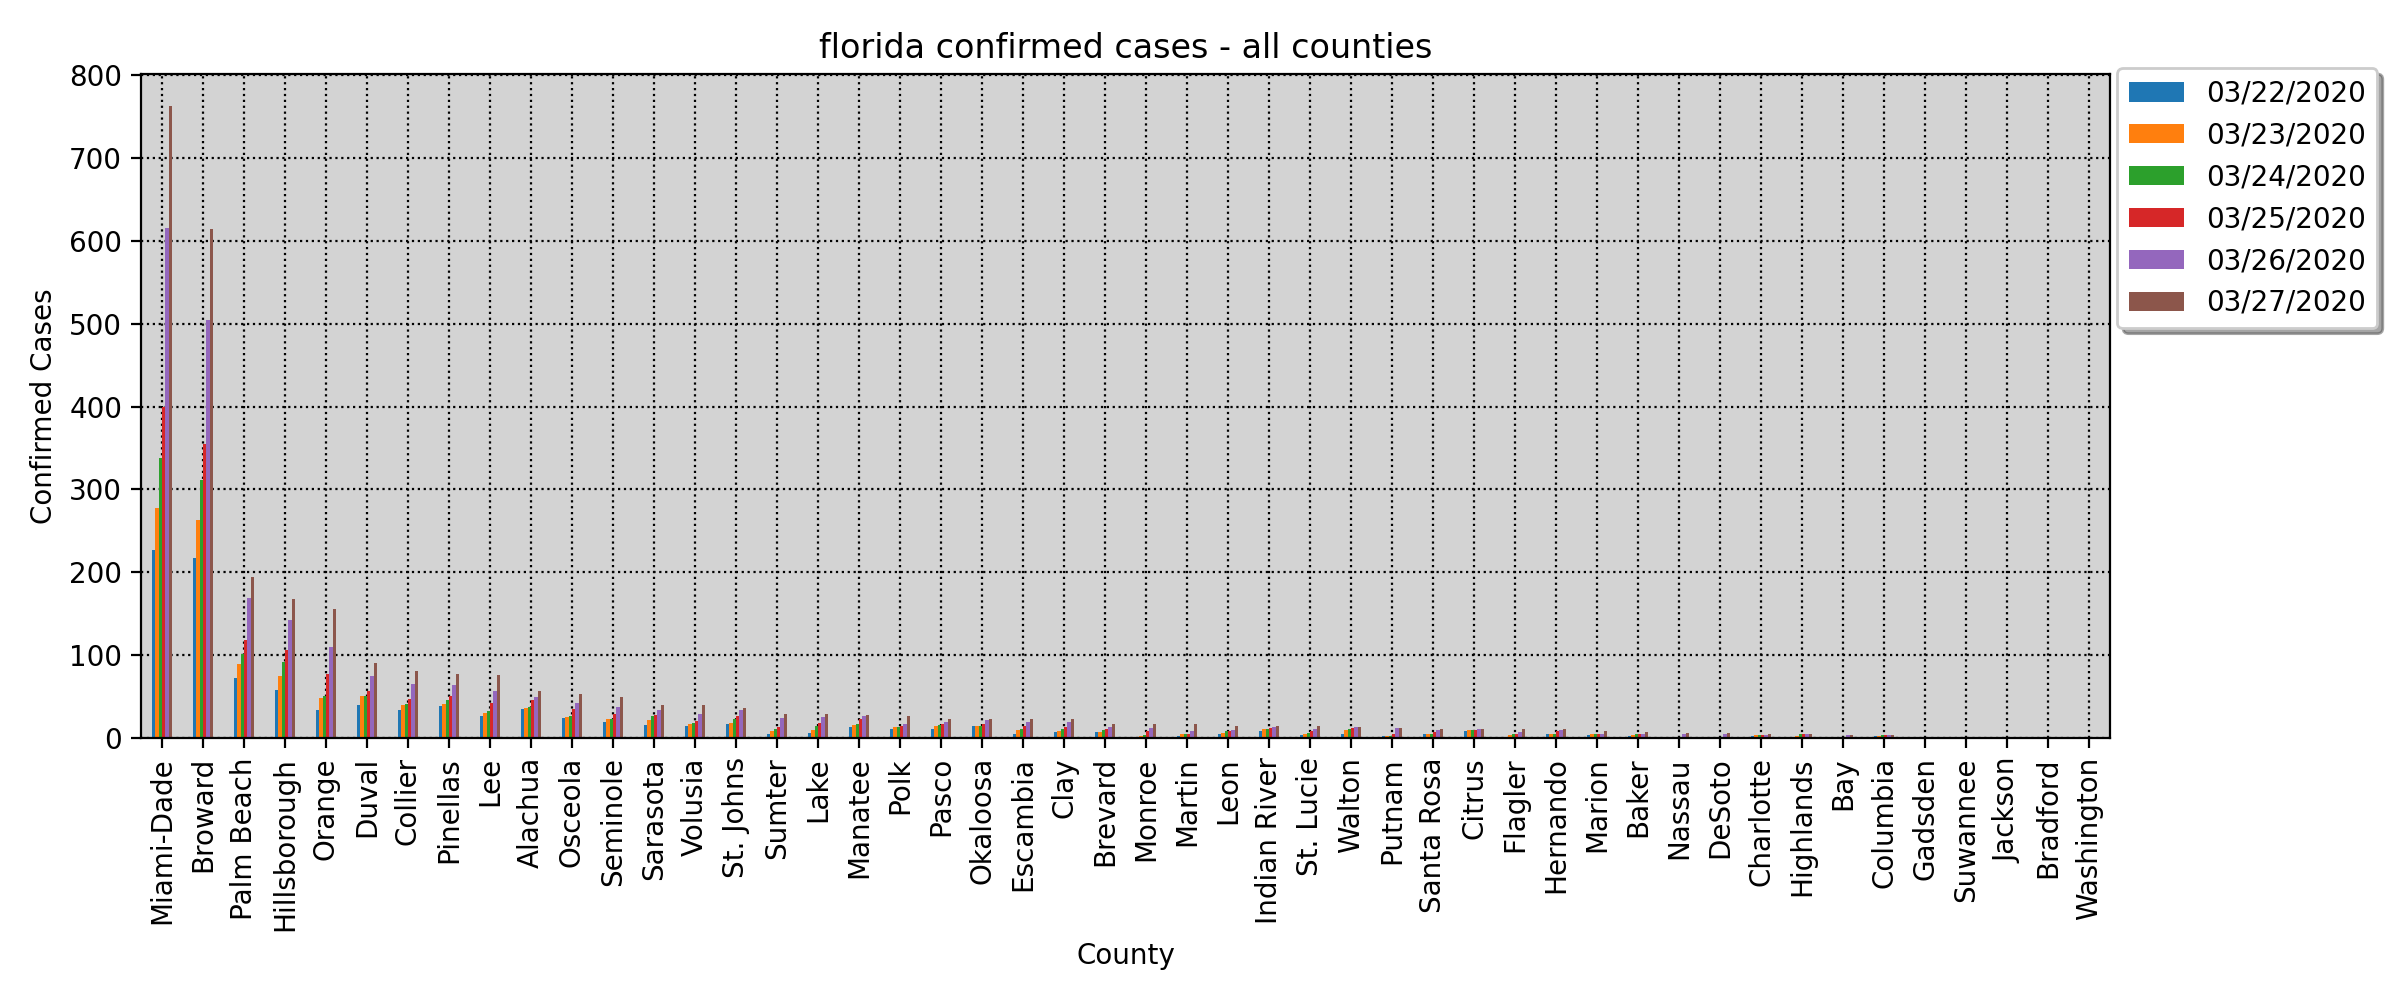 florida confirmed cases - all counties
800
700
600
500
400
300
200
100
0
Confirmed Cases
03/22/2020
03/23/2020
03/24/2020
03/25/2020
03/26/2020
03/27/2020
Miami-Dade
Broward
Palm Beach
Hillsborough
Orange
Duval
Collier
Pinellas
Lee
Alachua
Osceola
Seminole
Sarasota
Volusia
St. Johns
Sumter
Lake
Manatee
Polk
Pasco
Okaloosa
Escambia
Clay
Brevard
Monroe
Martin
Leon
Indian River
St. Lucie
Walton
Putnam
Santa Rosa
Citrus
Flagler
Hernando
Marion
Baker
Nassau
DeSoto
Charlotte
Highlands
Bay
Columbia
Gadsden
Suwannee
Jackson
Bradford
Washington
County